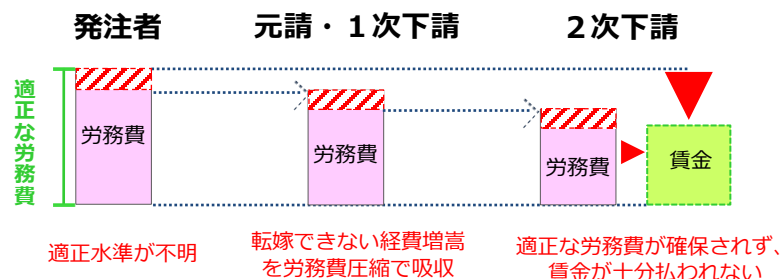 発注者
元請・１次下請
２次下請
適正な労務費
労務費
労務費
労務費
賃金
適正水準が不明
転嫁できない経費増嵩
を労務費圧縮で吸収
適正な労務費が確保されず、
賃金が十分払われない